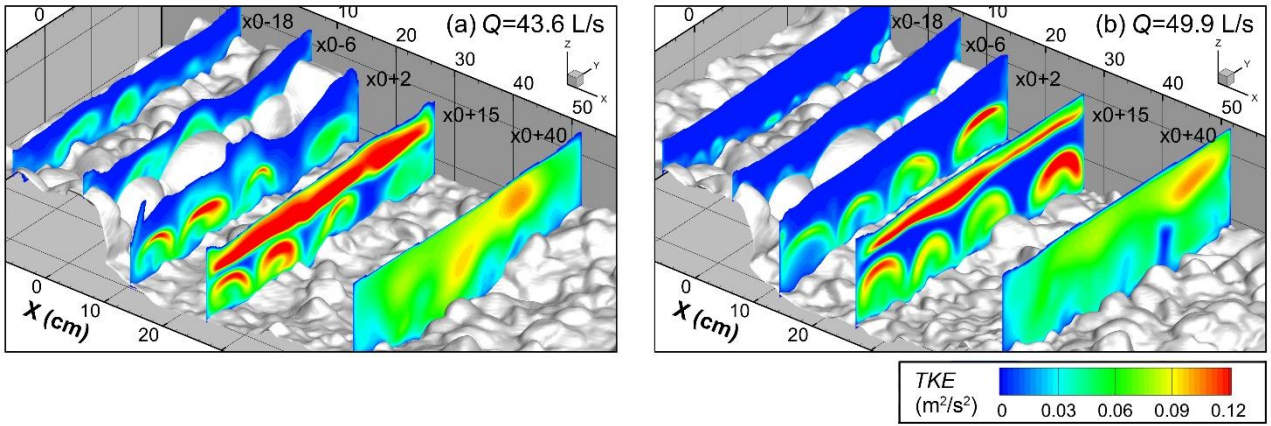 (a) Q=43.6 L/s
0
10
20
30
40
50
x0-18
x0-6
x0+2
x0+15
x0+40
Z
Y
X
0
10
20
X (cm)
(b) Q=49.9 L/s
0
10
20
30
40
50
x0-18
x0-6
x0+2
x0+15
x0+40
Z
Y
X
0
10
20
X (cm)
TKE
(m²/s²)
0 0.03 0.06 0.09 0.12